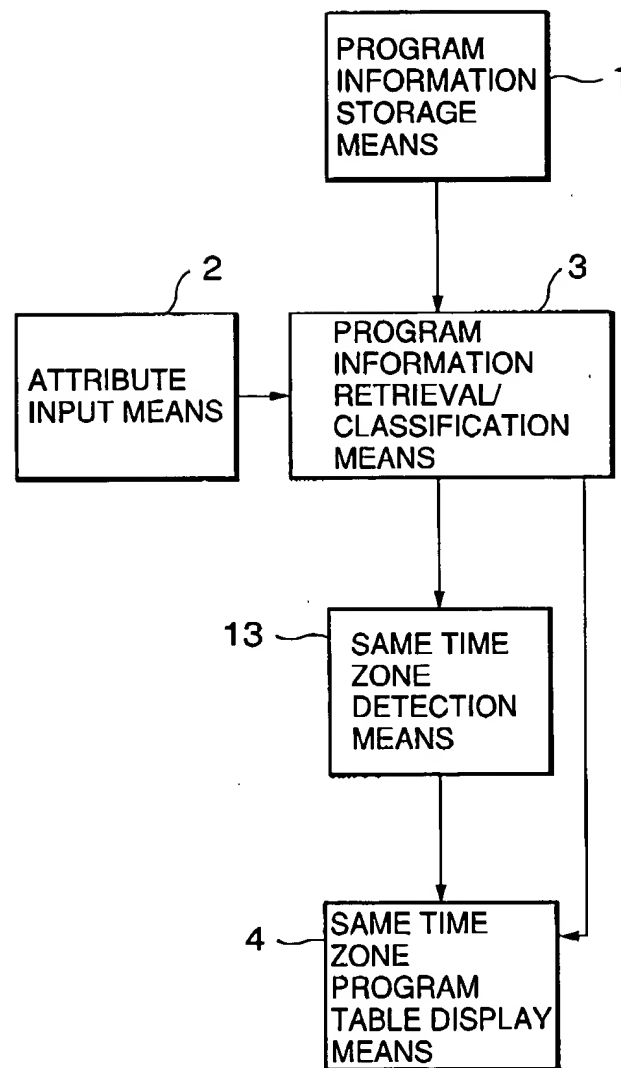 PROGRAM
INFORMATION
STORAGE
MEANS
1
2
3
ATTRIBUTE
INPUT MEANS
PROGRAM
INFORMATION
RETRIEVAL/
CLASSIFICATION
MEANS
13
SAME TIME
ZONE
DETECTION
MEANS
4
SAME TIME
ZONE
PROGRAM
TABLE DISPLAY
MEANS